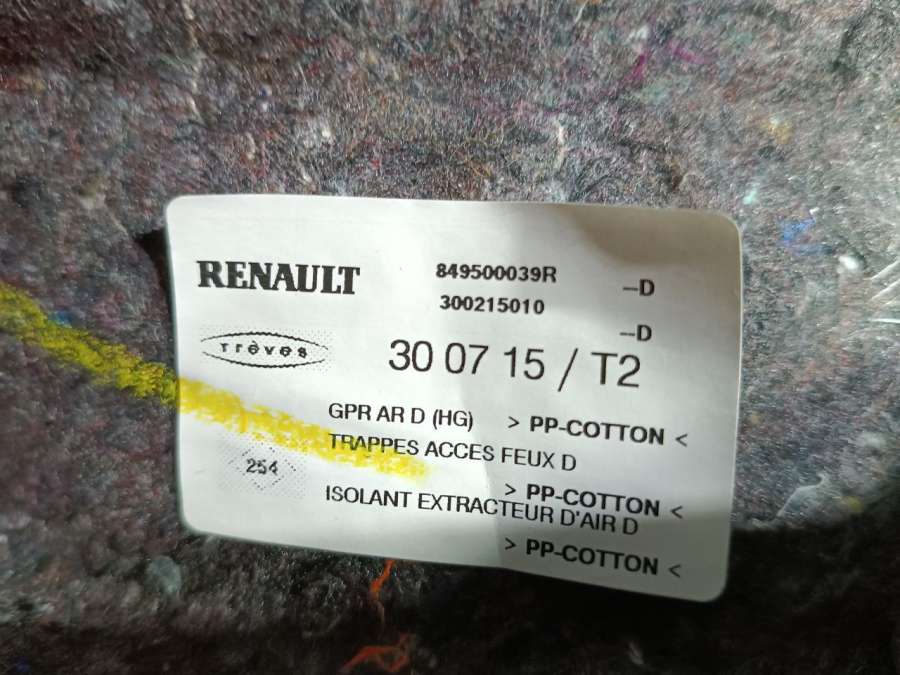 RENAULT
849500039R
--D
300215010
--D
Trèves
30 07 15 / T2
GPR AR D (HG)
> PP-COTTON <
TRAPPES ACCES FEUX D
> PP-COTTON <
254
ISOLANT EXTRACTEUR D'AIR D
> PP-COTTON <